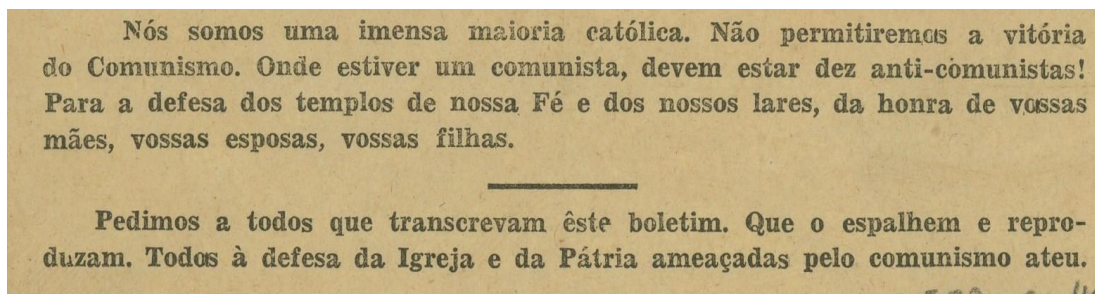 Nós somos uma imensa maioria católica. Não permitiremos a vitória
do Comunismo. Onde estiver um comunista, devem estar dez anti-comunistas!
Para a defesa dos templos de nossa Fé e dos nossos lares, da honra de vossas
mães, vossas esposas, vossas filhas.
Pedimos a todos que transcrevam êste boletim. Que o espalhem e repro-
duzam. Todos à defesa da Igreja e da Pátria ameaçadas pelo comunismo ateu.